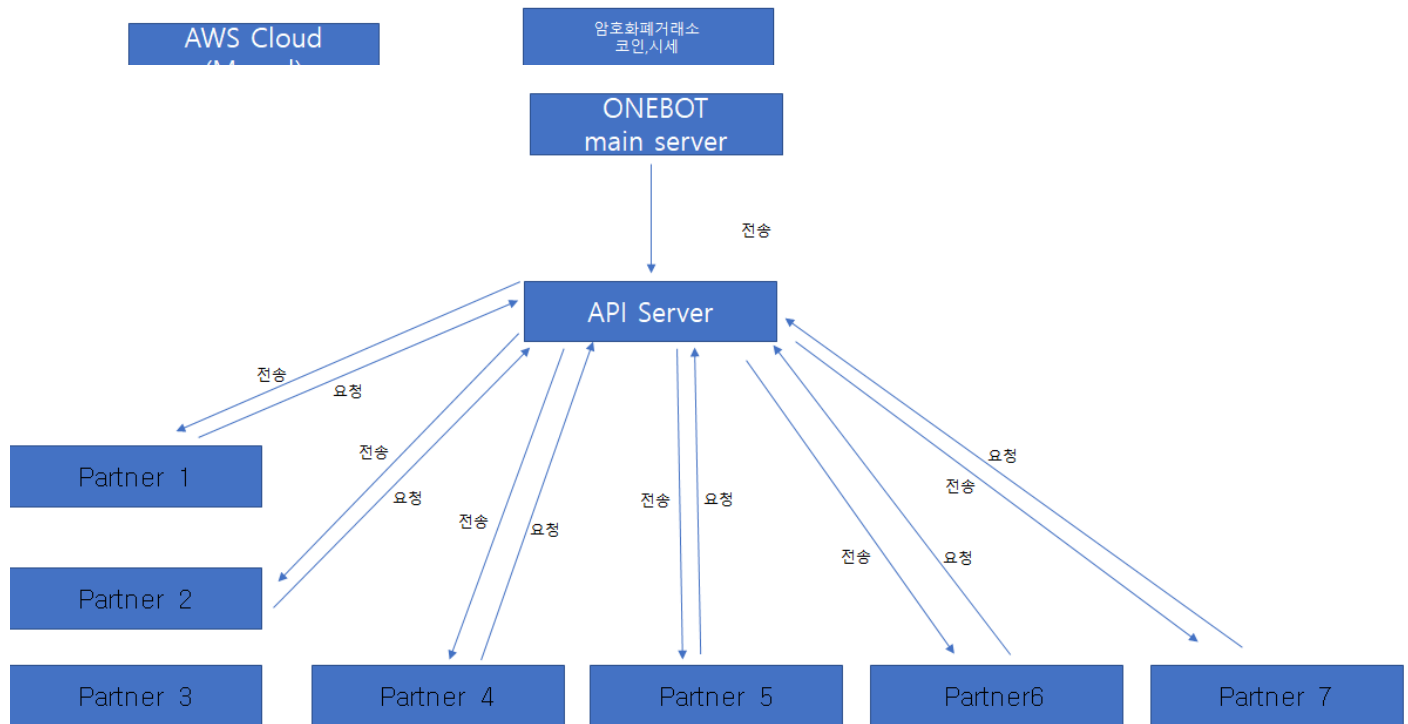 AWS Cloud
암호화폐거래소
코인,시세
ONEBOT
main server
전송
API Server
전송
요청
전송
요청
전송
요청
전송
요청
전송
요청
요청
전송
Partner 1
Partner 2
Partner 3
Partner 4
Partner 5
Partner6
Partner 7